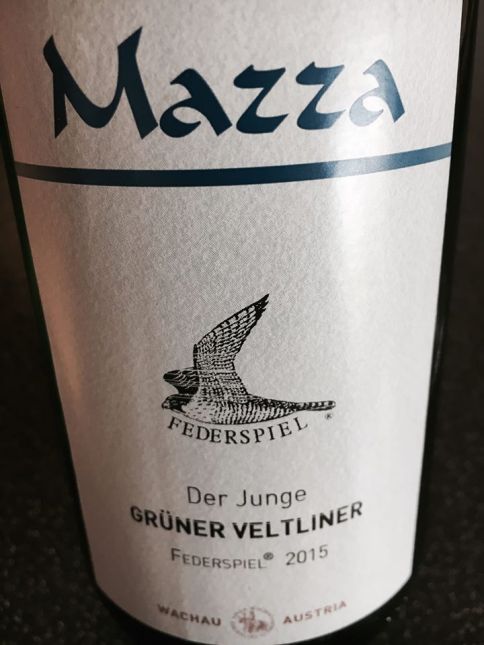 Mazza
FEDERSPIEL ®
Der Junge
GRÜNER VELTLINER
FEDERSPIEL® 2015
WACHAU AUSTRIA